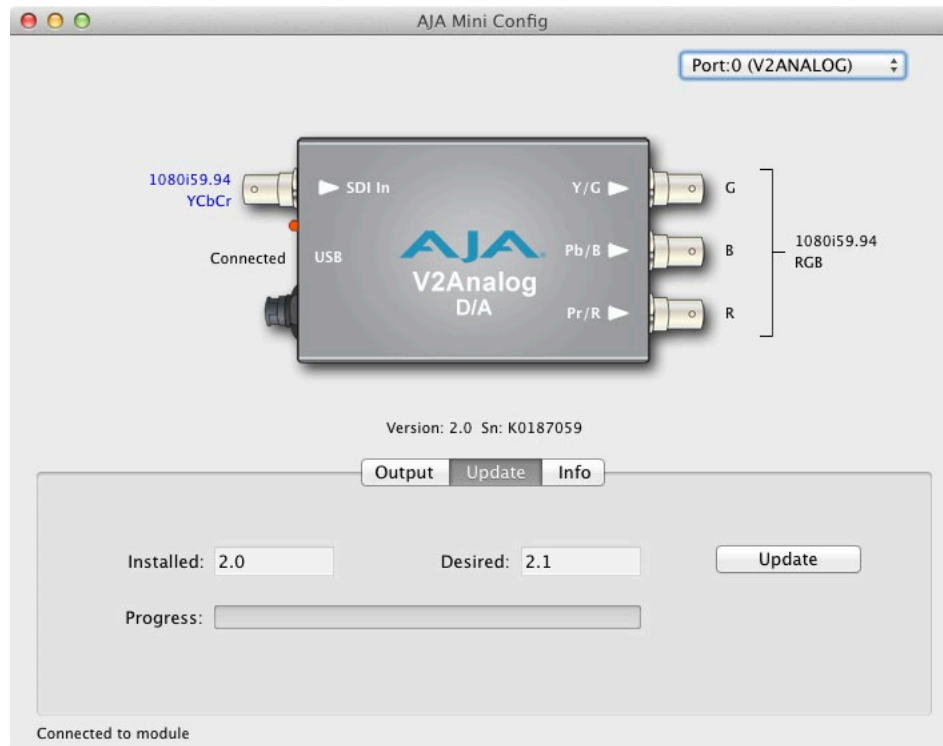 AJA Mini Config
Port:0 (V2ANALOG)
1080i59.94
YCbCr
SDI In
Y/G
G
Connected
USB
AJA
Pb/B
B
1080i59.94
RGB
V2Analog
D/A
Pr/R
R
Version: 2.0 Sn: K0187059
Output Update Info
Installed: 2.0 Desired: 2.1 Update
Progress:
Connected to module